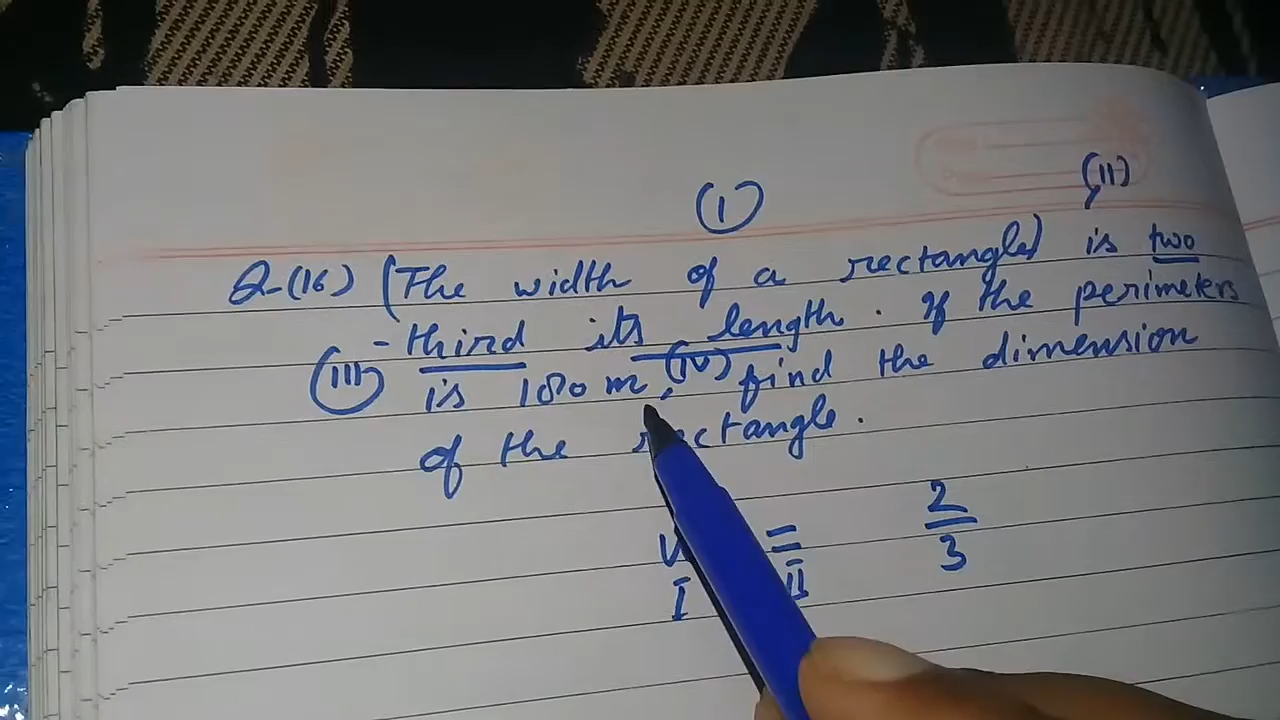 (I) (II)
Q-(16) (The width of a rectangle) is two
-third its length. If the perimeters
(III) is 180 m, (IV) find the dimension
of the rectangle.
= 2/3
I II